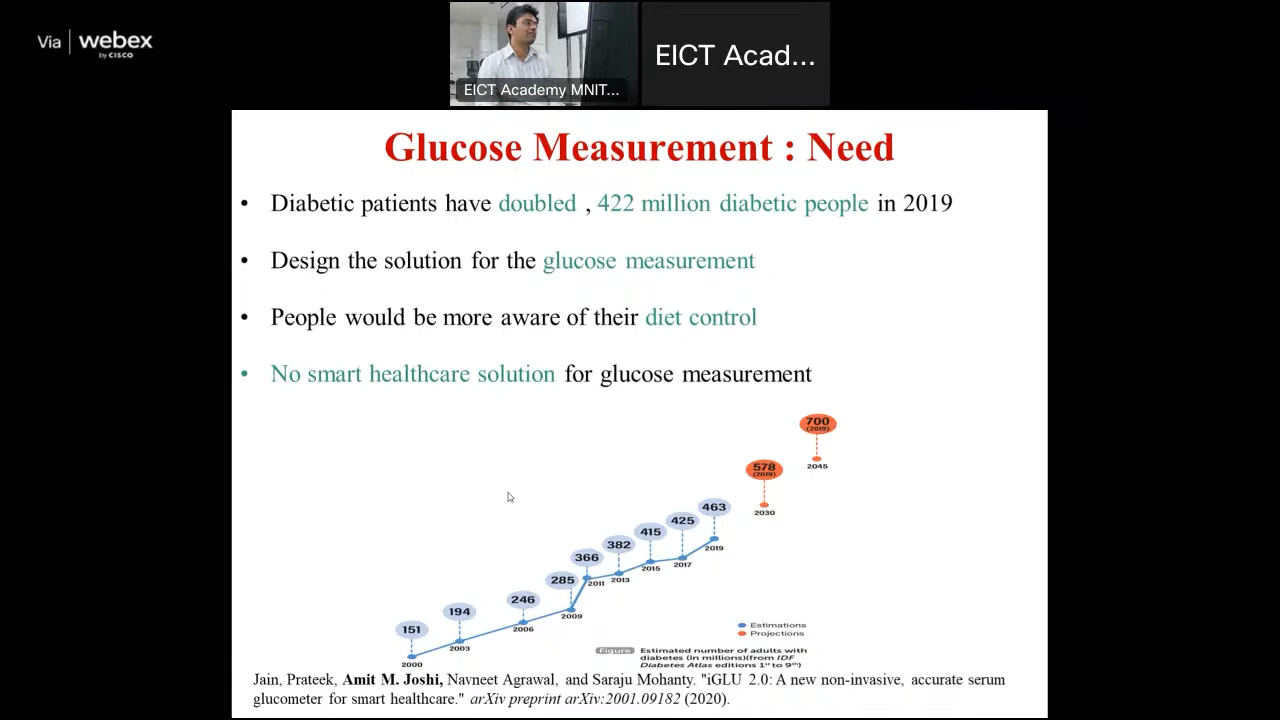 Via webex
by CISCO
EICT Academy MNIT...
EICT Acad...
Glucose Measurement : Need
• Diabetic patients have doubled , 422 million diabetic people in 2019
• Design the solution for the glucose measurement
• People would be more aware of their diet control
• No smart healthcare solution for glucose measurement
700
(2019)
2045
578
(2019)
2030
463
2019
425
2017
415
2015
382
2013
366
2011
285
2009
246
2006
194
2003
151
2000
Estimations
Projections
Figure Estimated number of adults with
diabetes (in millions)(from IDF
Diabetes Atlas editions 1st to 9th)
Jain, Prateek, Amit M. Joshi, Navneet Agrawal, and Saraju Mohanty. "iGLU 2.0: A new non-invasive, accurate serum
glucometer for smart healthcare." arXiv preprint arXiv:2001.09182 (2020).